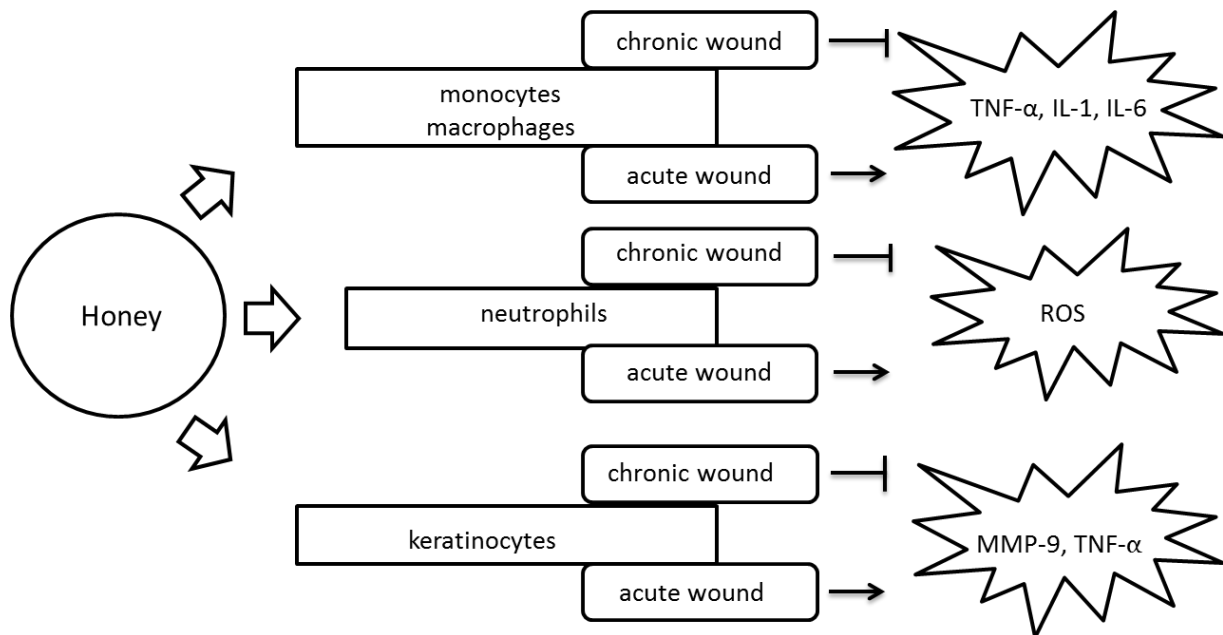 chronic wound
monocytes
macrophages
TNF-α, IL-1, IL-6
acute wound
chronic wound
Honey
neutrophils
ROS
acute wound
chronic wound
keratinocytes
MMP-9, TNF-α
acute wound